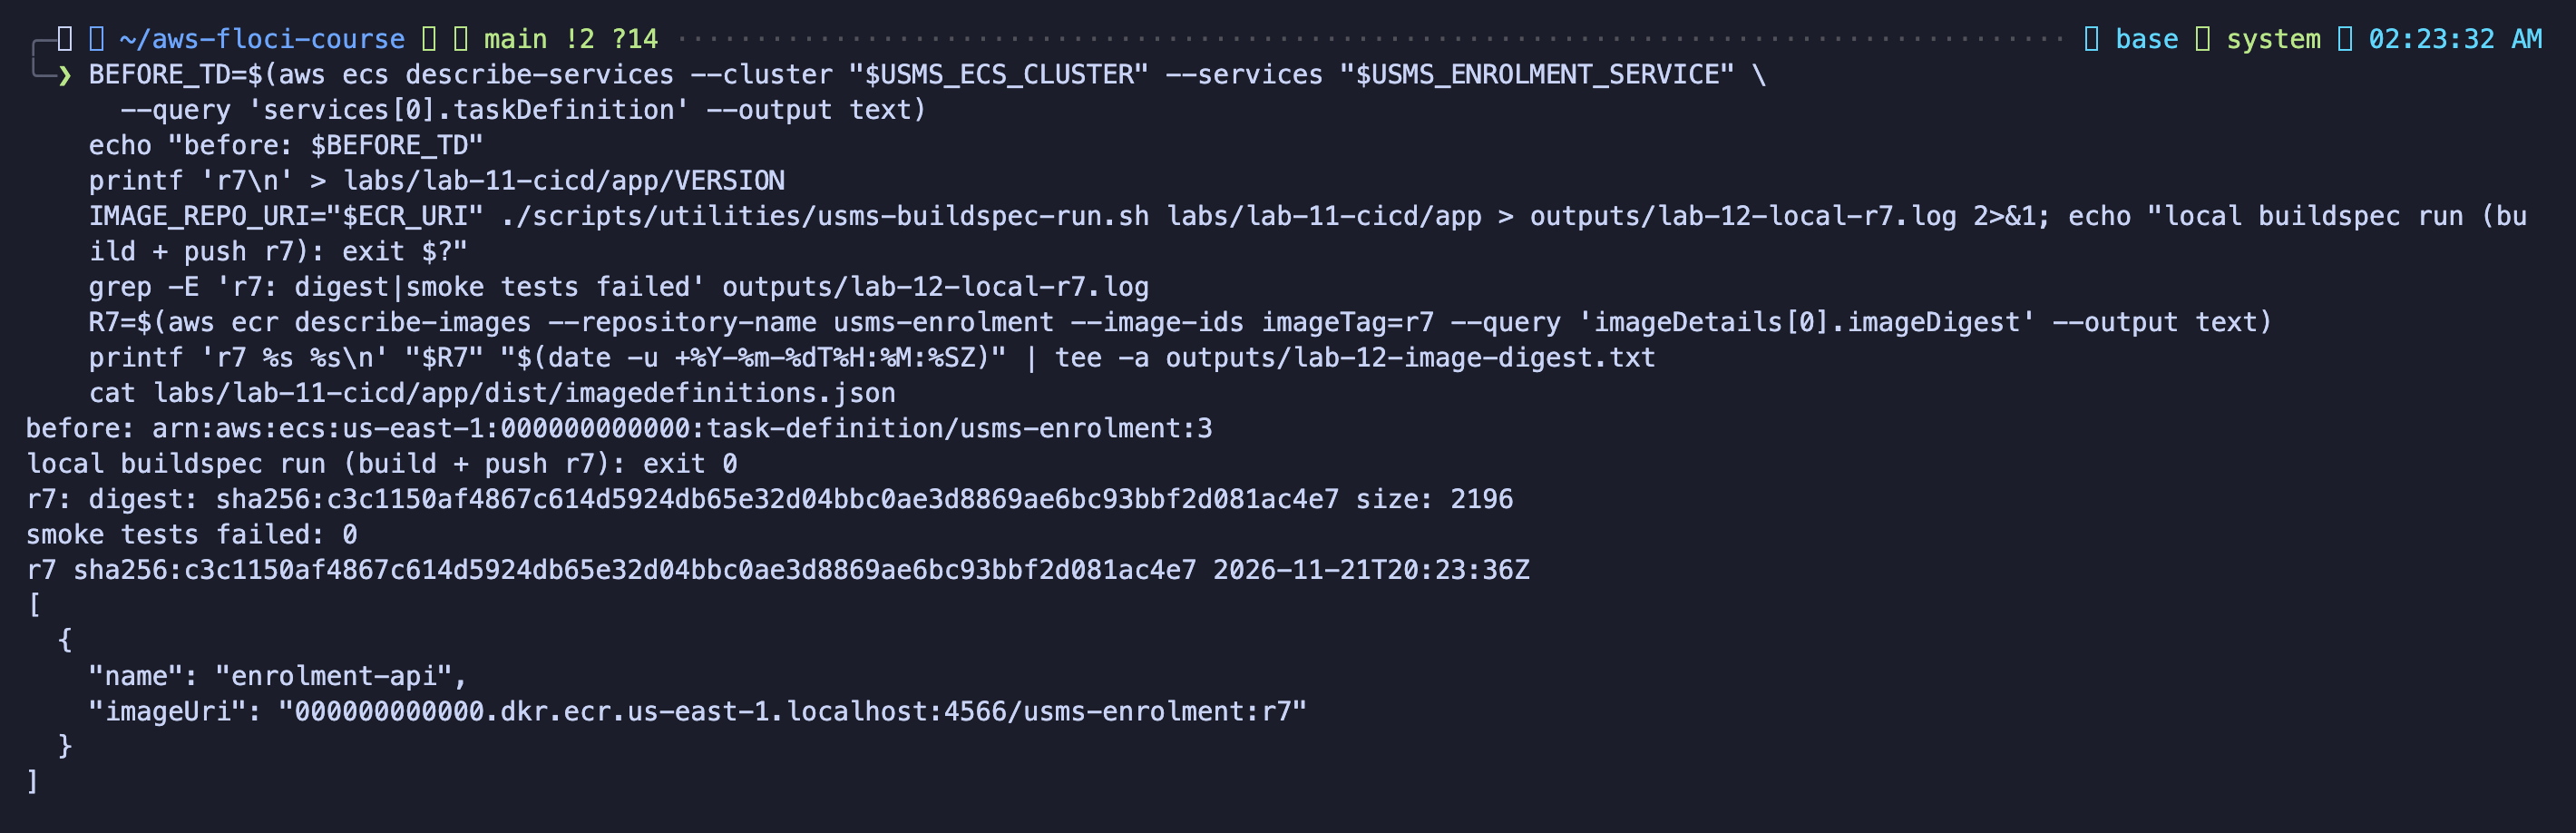 ~/aws-floci-course main !2 ?14 base system 02:23:32 AM
❯ BEFORE_TD=$(aws ecs describe-services --cluster "$USMS_ECS_CLUSTER" --services "$USMS_ENROLMENT_SERVICE" \
--query 'services[0].taskDefinition' --output text)
echo "before: $BEFORE_TD"
printf 'r7\n' > labs/lab-11-cicd/app/VERSION
IMAGE_REPO_URI="$ECR_URI" ./scripts/utilities/usms-buildspec-run.sh labs/lab-11-cicd/app > outputs/lab-12-local-r7.log 2>&1; echo "local buildspec run (bu
ild + push r7): exit $?"
grep -E 'r7: digest|smoke tests failed' outputs/lab-12-local-r7.log
R7=$(aws ecr describe-images --repository-name usms-enrolment --image-ids imageTag=r7 --query 'imageDetails[0].imageDigest' --output text)
printf 'r7 %s %s\n' "$R7" "$(date -u +%Y-%m-%dT%H:%M:%SZ)" | tee -a outputs/lab-12-image-digest.txt
cat labs/lab-11-cicd/app/dist/imagedefinitions.json
before: arn:aws:ecs:us-east-1:000000000000:task-definition/usms-enrolment:3
local buildspec run (build + push r7): exit 0
r7: digest: sha256:c3c1150af4867c614d5924db65e32d04bbc0ae3d8869ae6bc93bbf2d081ac4e7 size: 2196
smoke tests failed: 0
r7 sha256:c3c1150af4867c614d5924db65e32d04bbc0ae3d8869ae6bc93bbf2d081ac4e7 2026-11-21T20:23:36Z
[
{
"name": "enrolment-api",
"imageUri": "000000000000.dkr.ecr.us-east-1.localhost:4566/usms-enrolment:r7"
}
]